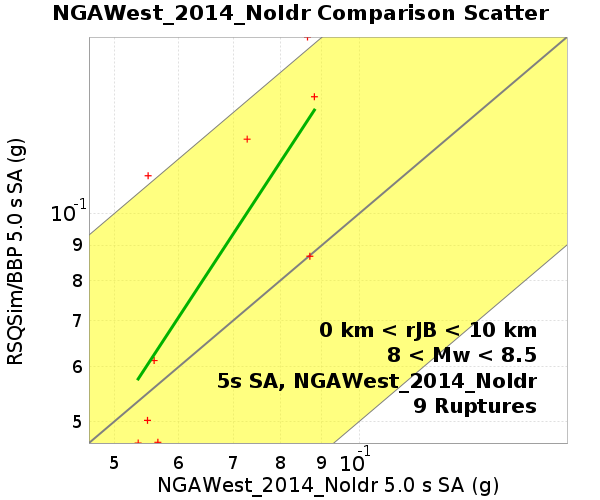 NGAWest_2014_NoIdr Comparison Scatter
RSQSim/BBP 5.0 s SA (g)
10-1
9
8
7
6
5
0 km < rJB < 10 km
8 < Mw < 8.5
5s SA, NGAWest_2014_NoIdr
9 Ruptures
5 6 7 8 9 10-1
NGAWest_2014_NoIdr 5.0 s SA (g)